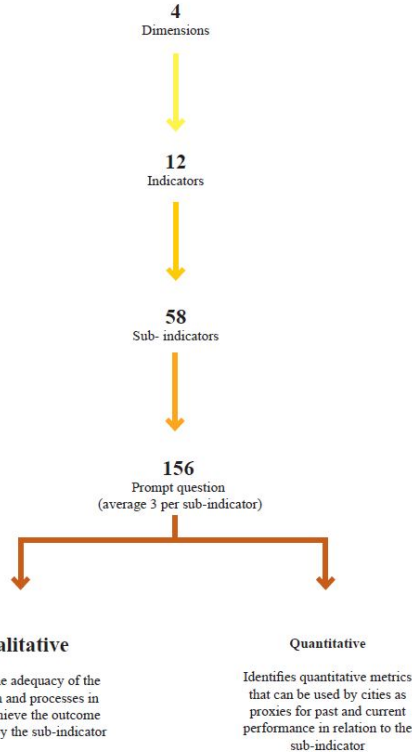 4
Dimensions
12
Indicators
58
Sub- indicators
156
Prompt question
(average 3 per sub-indicator)
adequacy of the
and processes in
the outcome
the sub-indicator
Quantitative
Identifies quantitative metrics
that can be used by cities as
proxies for past and current
performance in relation to the
sub-indicator